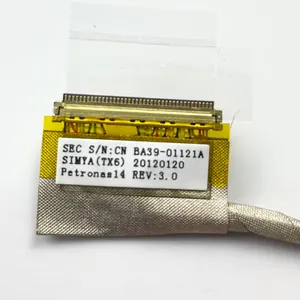 SEC S/N:CN BA39-01121A
SIMYA(TX6) 20120120
Petronas14 REV:3.0